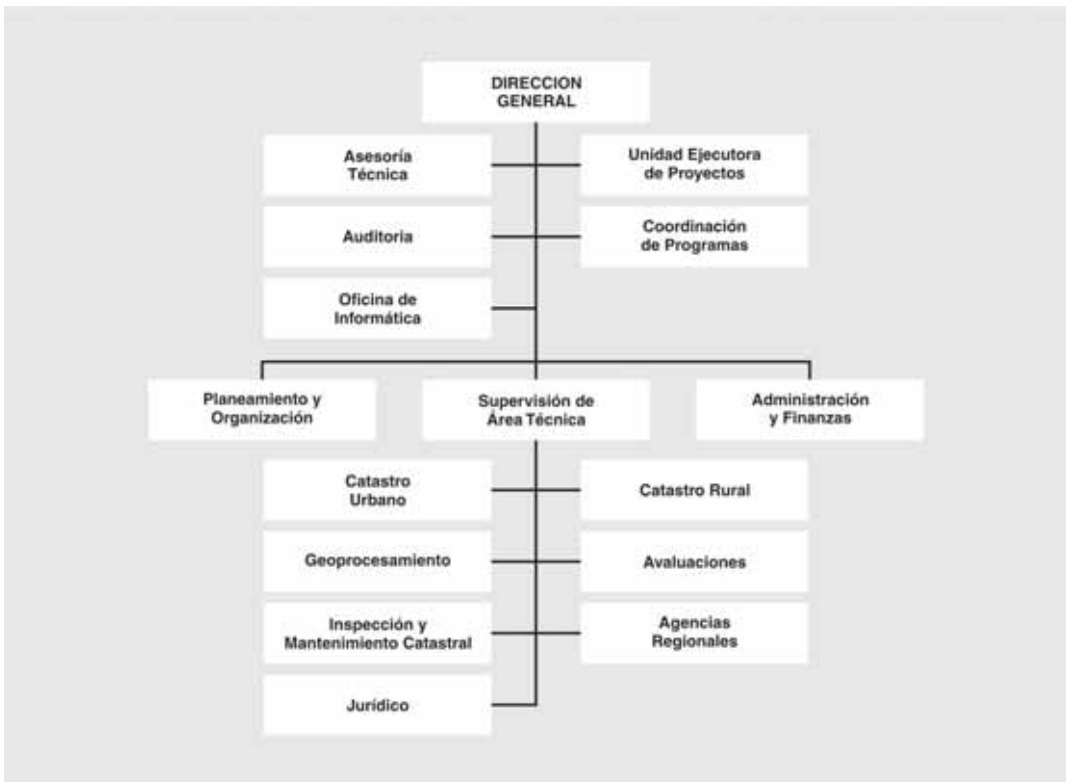 DIRECCION
GENERAL
Asesoría
Técnica
Unidad Ejecutora
de Proyectos
Auditoria
Coordinación
de Programas
Oficina de
Informática
Planeamiento y
Organización
Supervisión de
Área Técnica
Administración
y Finanzas
Catastro
Urbano
Catastro Rural
Geoprocesamiento
Avaluaciones
Inspección y
Mantenimiento Catastral
Agencias
Regionales
Jurídico